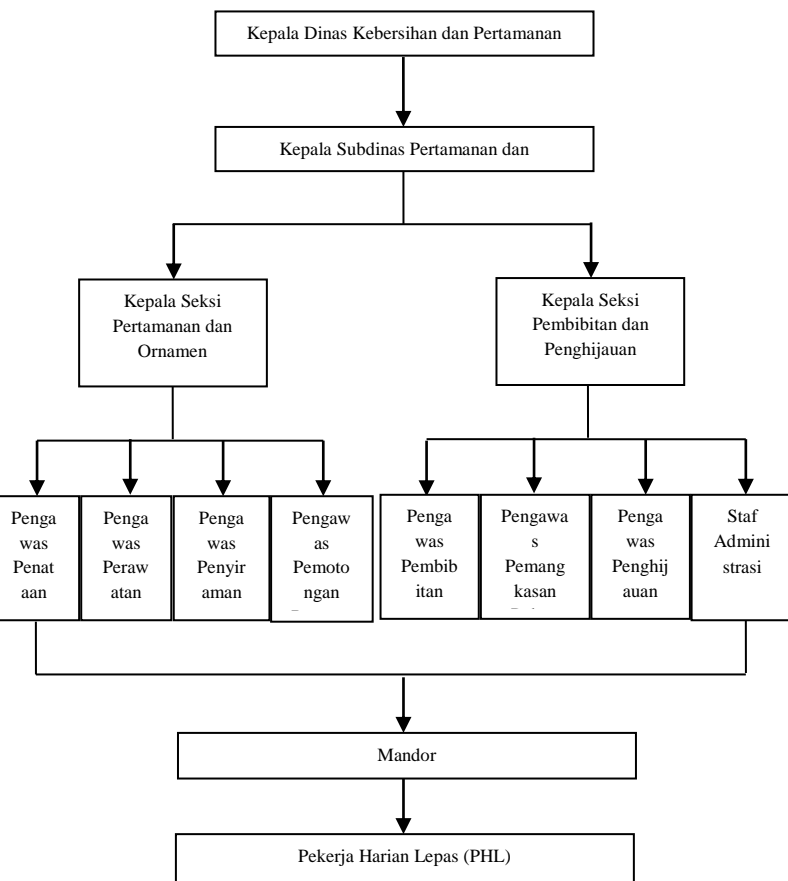 Kepala Dinas Kebersihan dan Pertamanan
Kepala Subdinas Pertamanan dan
Kepala Seksi
Pertamanan dan
Ornamen
Kepala Seksi
Pembibitan dan
Penghijauan
Penga
was
Penat
aan
Penga
was
Peraw
atan
Penga
was
Penyir
aman
Pengaw
as
Pemoto
ngan
Penga
was
Pembib
itan
Pengawa
s
Pemang
kasan
Penga
was
Penghij
auan
Staf
Admini
strasi
Mandor
Pekerja Harian Lepas (PHL)